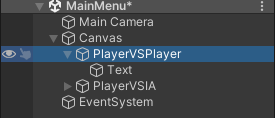 MainMenu*
Main Camera
Canvas
PlayerVSPlayer
Text
PlayerVSIA
EventSystem